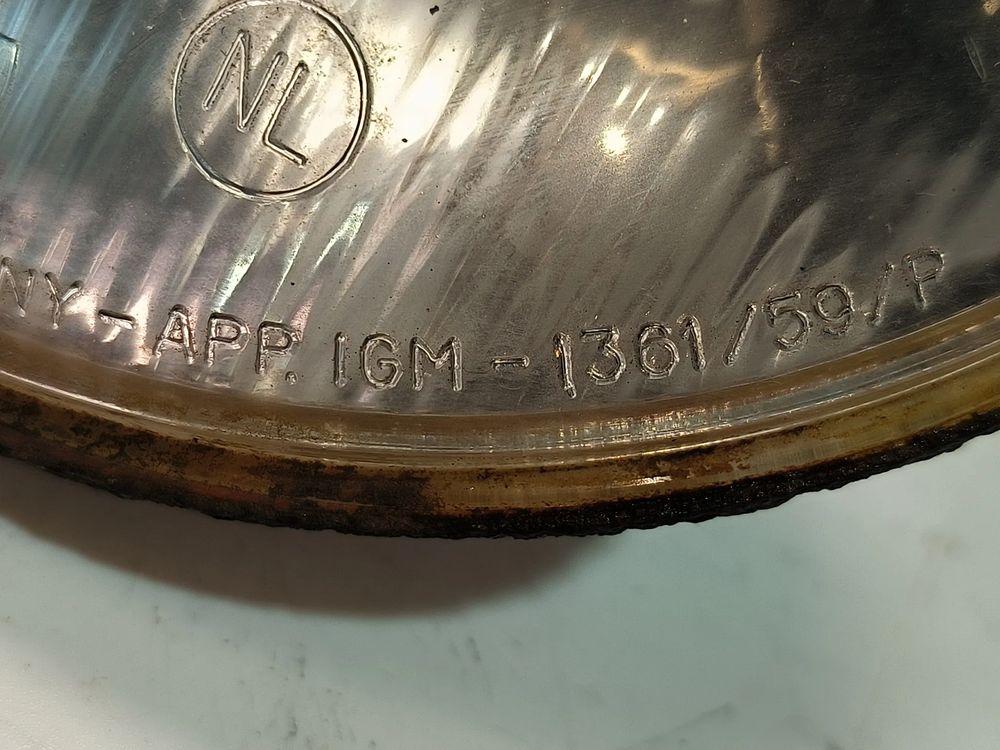 NL
NY - APP. IGM - 1361/59/P